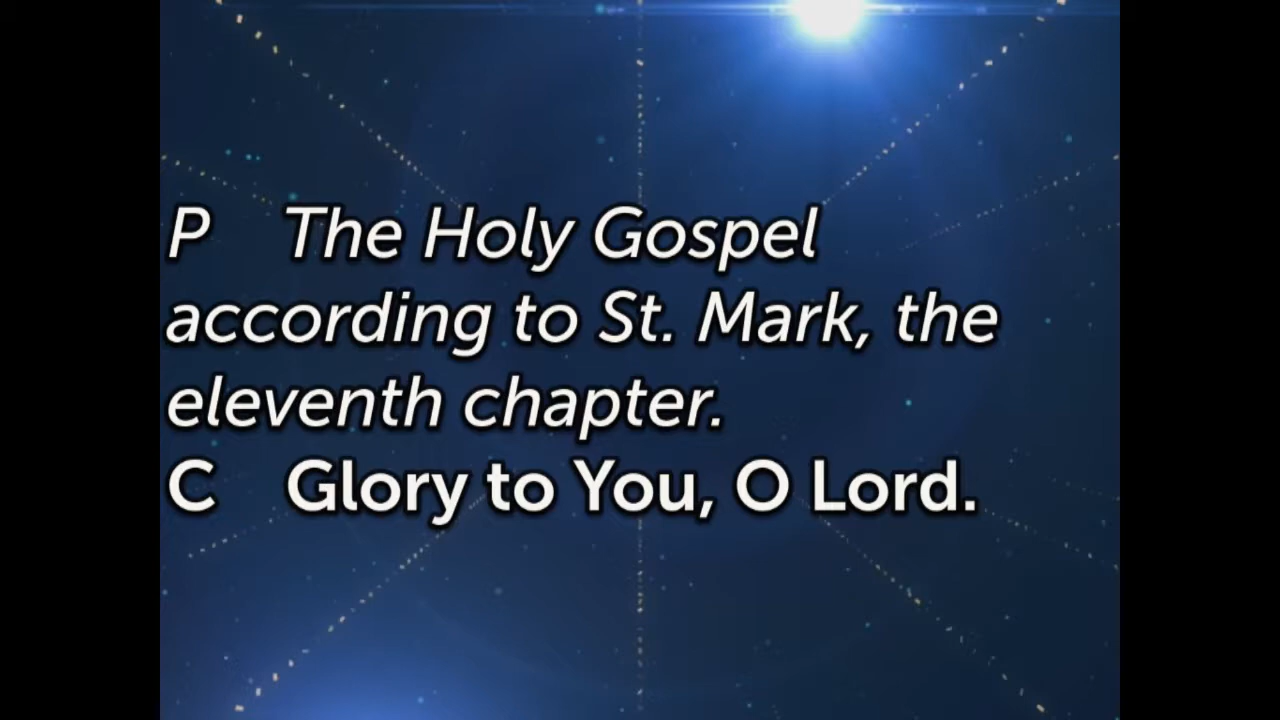 P The Holy Gospel
according to St. Mark, the
eleventh chapter.
C Glory to You, O Lord.